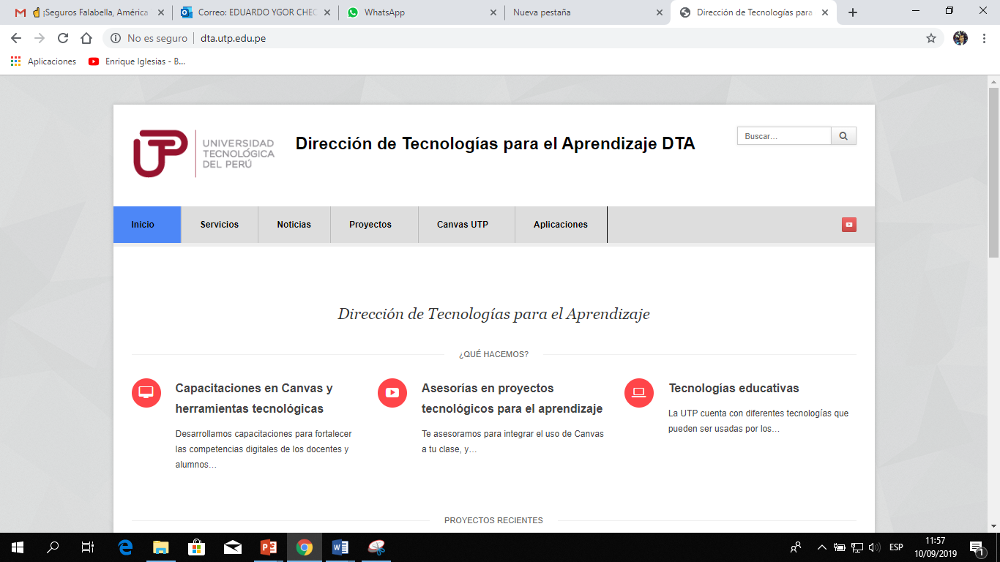 ¡Seguros Falabella, América
Correo: EDUARDO YGOR CHEC
WhatsApp
Nueva pestaña
Dirección de Tecnologías para
No es seguro
dta.utp.edu.pe
Aplicaciones
Enrique Iglesias - B...
UTP
UNIVERSIDAD
TECNOLÓGICA
DEL PERÚ
Dirección de Tecnologías para el Aprendizaje DTA
Buscar...
Inicio
Servicios
Noticias
Proyectos
Canvas UTP
Aplicaciones
Dirección de Tecnologías para el Aprendizaje
¿QUÉ HACEMOS?
Capacitaciones en Canvas y
herramientas tecnológicas
Desarrollamos capacitaciones para fortalecer
las competencias digitales de los docentes y
alumnos…
Asesorías en proyectos
tecnológicos para el aprendizaje
Te asesoramos para integrar el uso de Canvas
a tu clase, y…
Tecnologías educativas
La UTP cuenta con diferentes tecnologías que
pueden ser usadas por los…
PROYECTOS RECIENTES
ESP
11:57
10/09/2019
1